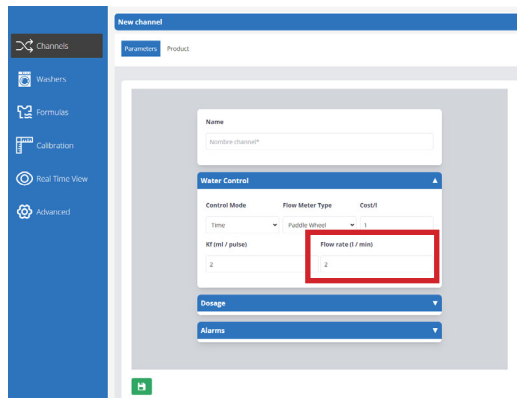 New channel
Channels
Parameters Product
Washers
Formulas
Calibration
Real Time View
Advanced
Name
Nombre channel*
Water Control
Control Mode Flow Meter Type Cost/l
Time Paddle Wheel 1
Kf (ml / pulse) Flow rate (l / min)
2 2
Dosage
Alarms